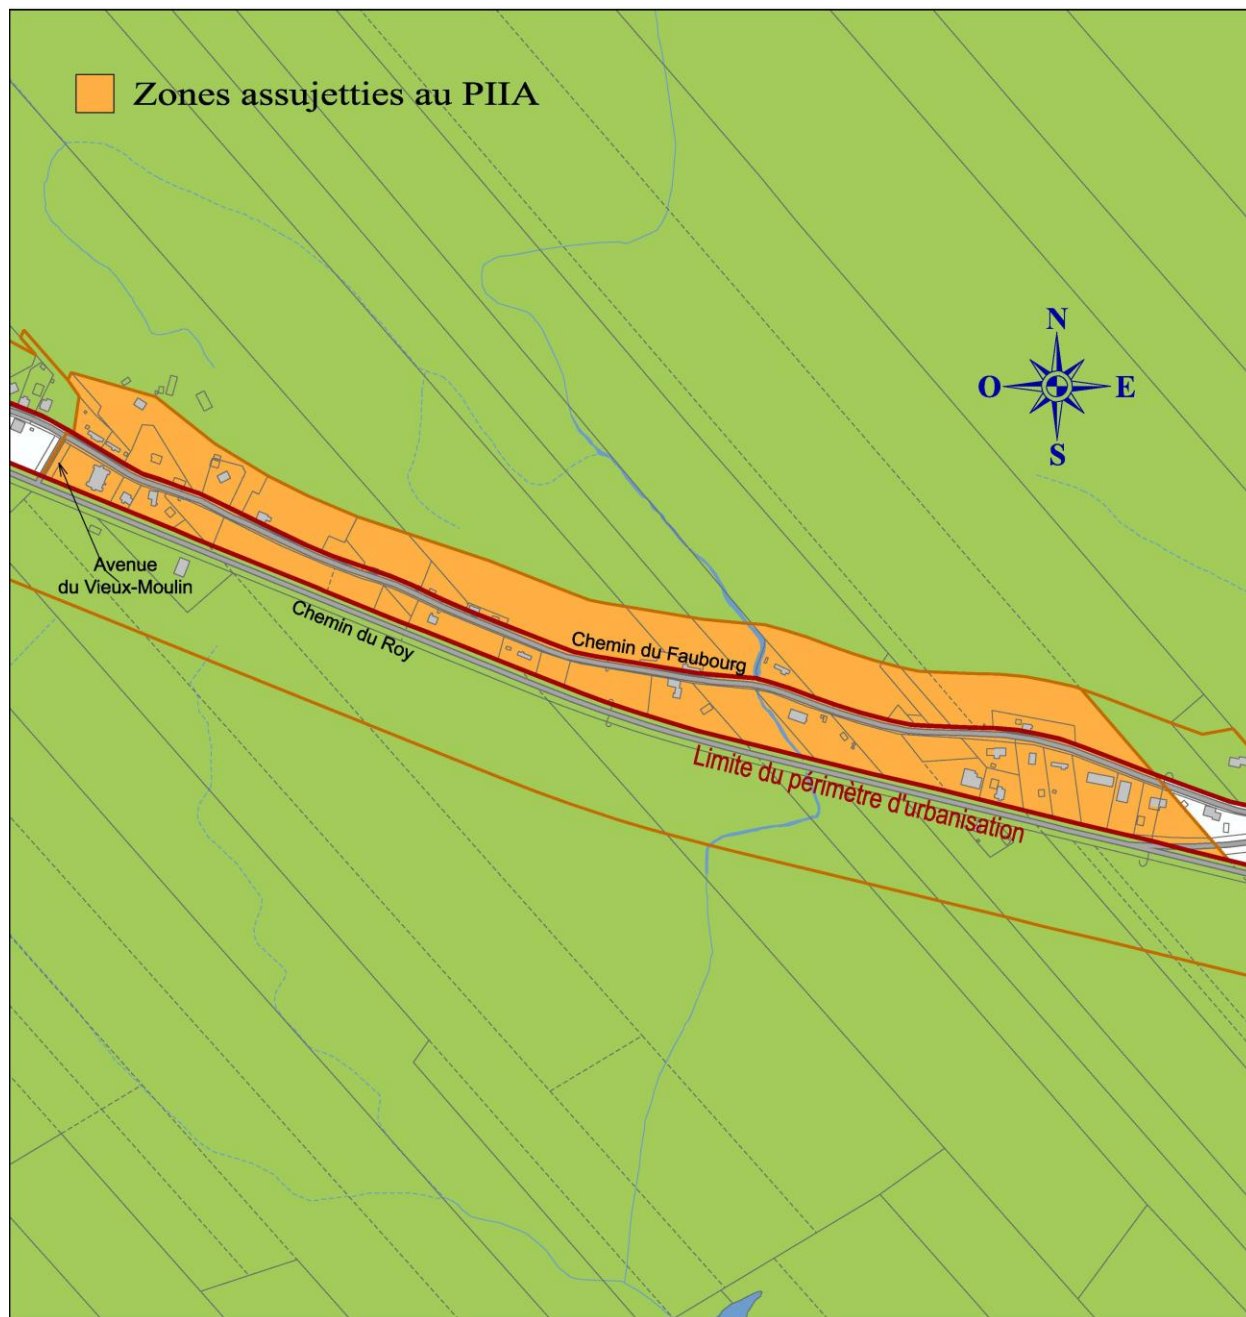 Zones assujetties au PIIA
N
O
E
S
Avenue
du Vieux-Moulin
Chemin du Roy
Chemin du Faubourg
Limite du périmètre d'urbanisation